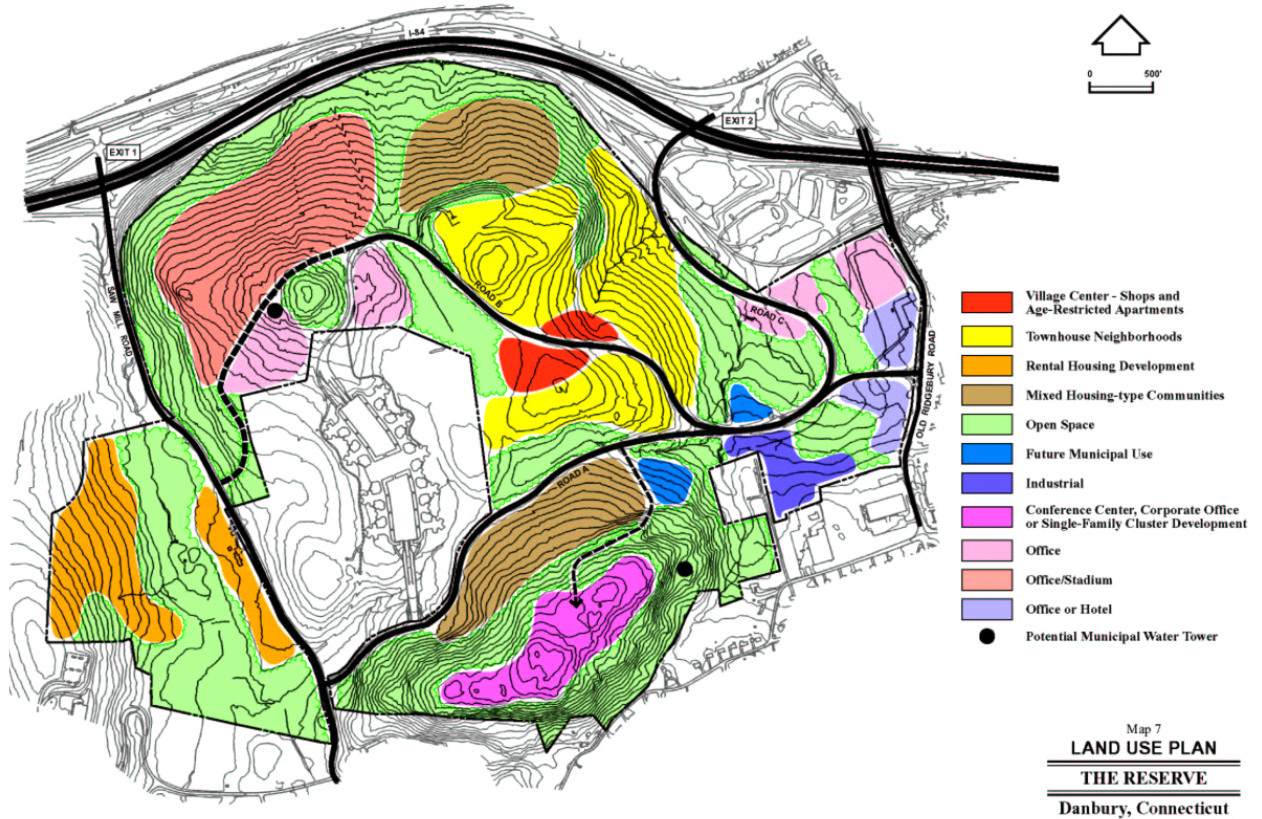 I-84
EXIT 1
EXIT 2
0 500'
SAW MILL ROAD
ROAD B
ROAD C
OLD RIDGEBURY ROAD
ROAD A
Village Center - Shops and
Age-Restricted Apartments
Townhouse Neighborhoods
Rental Housing Development
Mixed Housing-type Communities
Open Space
Future Municipal Use
Industrial
Conference Center, Corporate Office
or Single-Family Cluster Development
Office
Office/Stadium
Office or Hotel
Potential Municipal Water Tower
Map 7
LAND USE PLAN
THE RESERVE
Danbury, Connecticut